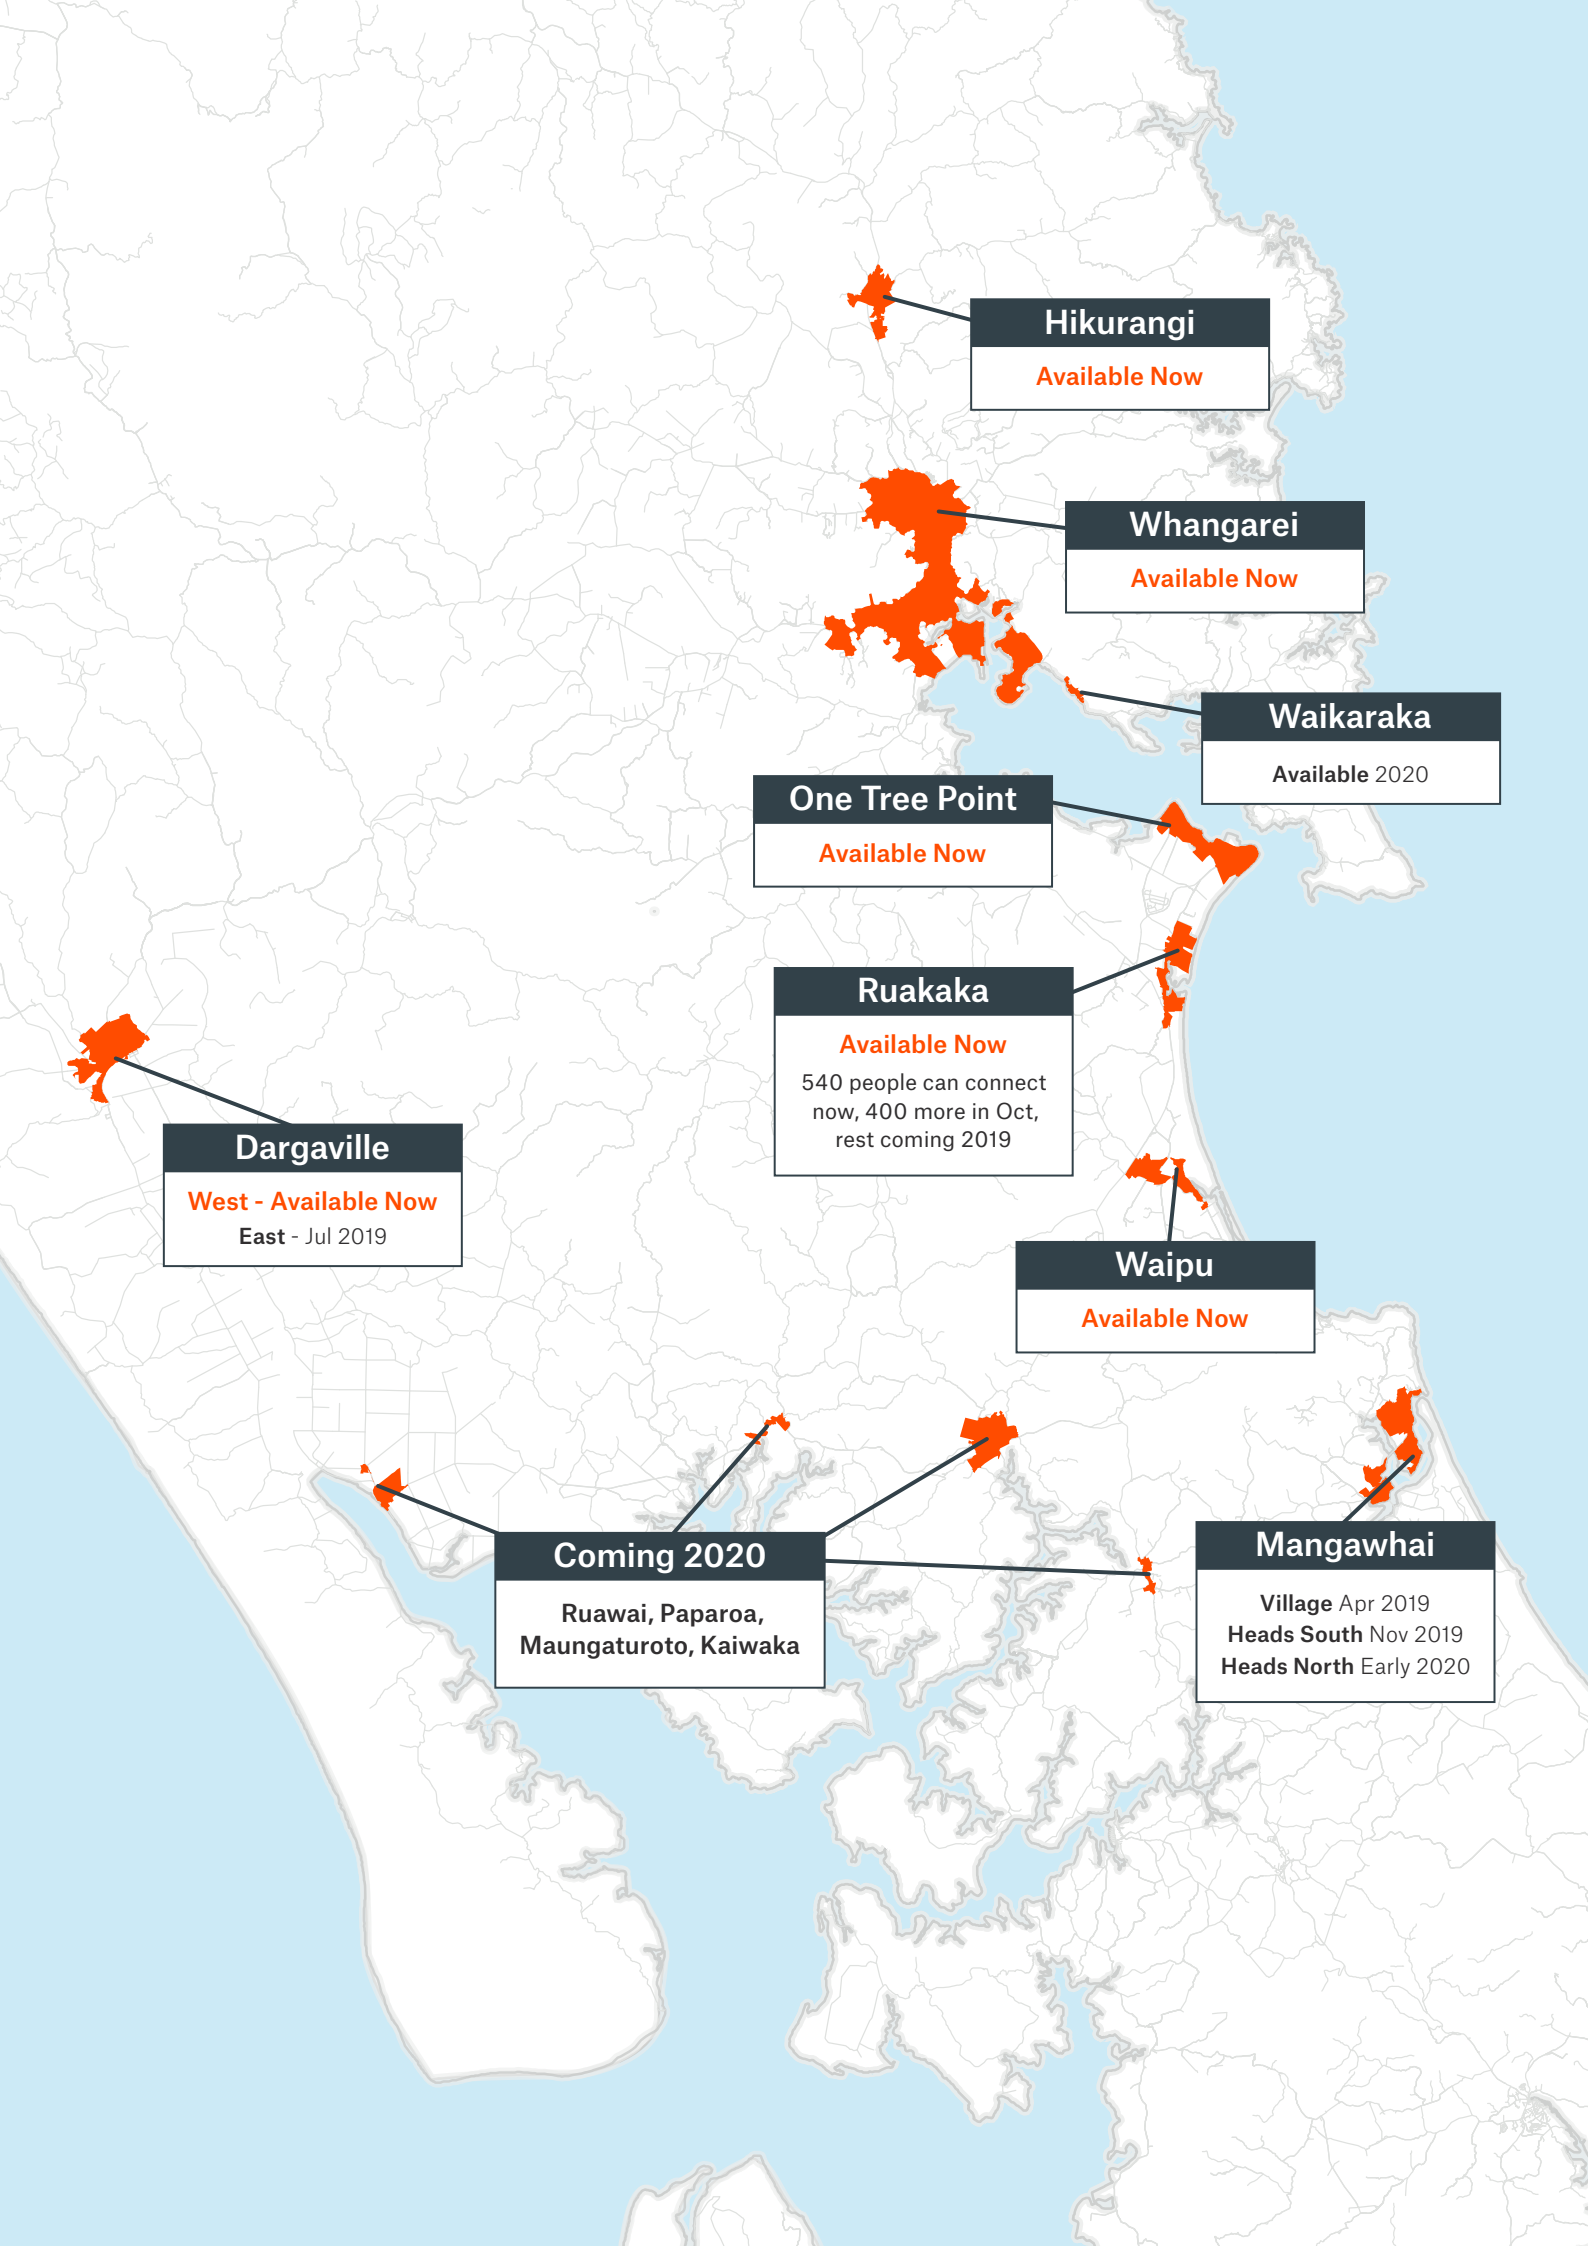 Hikurangi
Available Now
Whangarei
Available Now
Waikaraka
Available 2020
One Tree Point
Available Now
Ruakaka
Available Now
540 people can connect
now, 400 more in Oct,
rest coming 2019
Dargaville
West - Available Now
East - Jul 2019
Waipu
Available Now
Coming 2020
Ruawai, Paparoa,
Maungaturoto, Kaiwaka
Mangawhai
Village Apr 2019
Heads South Nov 2019
Heads North Early 2020